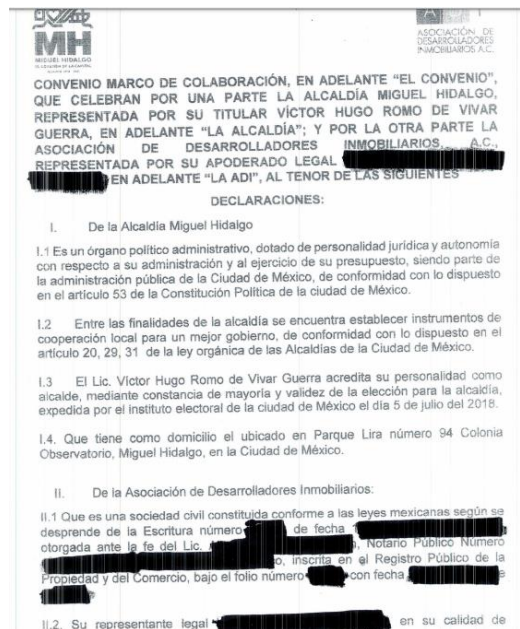 MH
MIGUEL HIDALGO
ASOCIACIÓN DE
DESARROLLADORES
INMOBILIARIOS A.C.
CONVENIO MARCO DE COLABORACIÓN, EN ADELANTE “EL CONVENIO”,
QUE CELEBRAN POR UNA PARTE LA ALCALDÍA MIGUEL HIDALGO,
REPRESENTADA POR SU TITULAR VÍCTOR HUGO ROMO DE VIVAR
GUERRA, EN ADELANTE “LA ALCALDÍA”; Y POR LA OTRA PARTE LA
ASOCIACIÓN DE DESARROLLADORES INMOBILIARIOS, A.C.,
REPRESENTADA POR SU APODERADO LEGAL
EN ADELANTE “LA ADI”, AL TENOR DE LAS SIGUIENTES
DECLARACIONES:
I. De la Alcaldía Miguel Hidalgo
I.1 Es un órgano político administrativo, dotado de personalidad jurídica y autonomía
con respecto a su administración y al ejercicio de su presupuesto, siendo parte de
la administración pública de la Ciudad de México, de conformidad con lo dispuesto
en el artículo 53 de la Constitución Política de la ciudad de México.
I.2 Entre las finalidades de la alcaldía se encuentra establecer instrumentos de
cooperación local para un mejor gobierno, de conformidad con lo dispuesto en el
artículo 20, 29, 31 de la ley orgánica de las Alcaldías de la Ciudad de México.
I.3 El Lic. Víctor Hugo Romo de Vivar Guerra acredita su personalidad como
alcalde, mediante constancia de mayoría y validez de la elección para la alcaldía,
expedida por el instituto electoral de la ciudad de México el día 5 de julio del 2018.
I.4. Que tiene como domicilio el ubicado en Parque Lira número 94 Colonia
Observatorio, Miguel Hidalgo, en la Ciudad de México.
II. De la Asociación de Desarrolladores Inmobiliarios:
II.1 Que es una sociedad civil constituida conforme a las leyes mexicanas según se
desprende de la Escritura número de fecha 1
otorgada ante la fe del Lic. , Notario Público Número
o, inscrita en el Registro Público de la
Propiedad y del Comercio, bajo el folio número con fecha e
II.2. Su representante legal en su calidad de